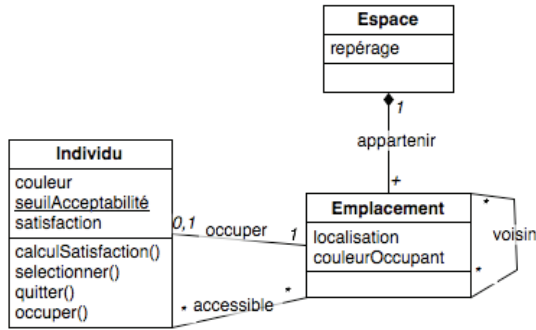 Espace
repérage
1
appartenir
+
Individu
couleur
seuilAcceptabilité
satisfaction
calculSatisfaction()
selectionner()
quitter()
occuper()
0,1 occuper 1
* accessible *
Emplacement
localisation
couleurOccupant
*
voisin
*